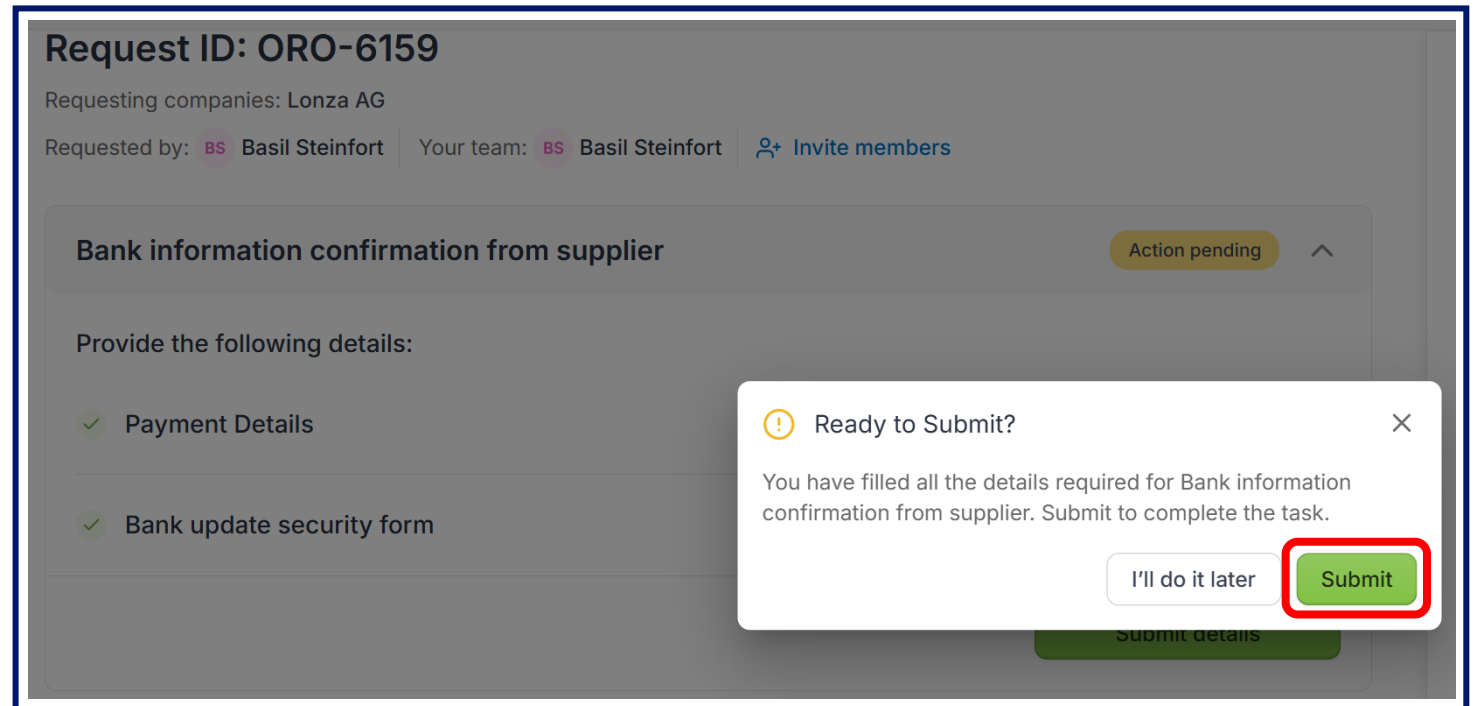 Request ID: ORO-6159
Requesting companies: Lonza AG
Requested by: BS Basil Steinfort Your team: BS Basil Steinfort Invite members
Bank information confirmation from supplier Action pending
Provide the following details:
Payment Details
Bank update security form
Ready to Submit?
You have filled all the details required for Bank information
confirmation from supplier. Submit to complete the task.
I'll do it later Submit
Submit details